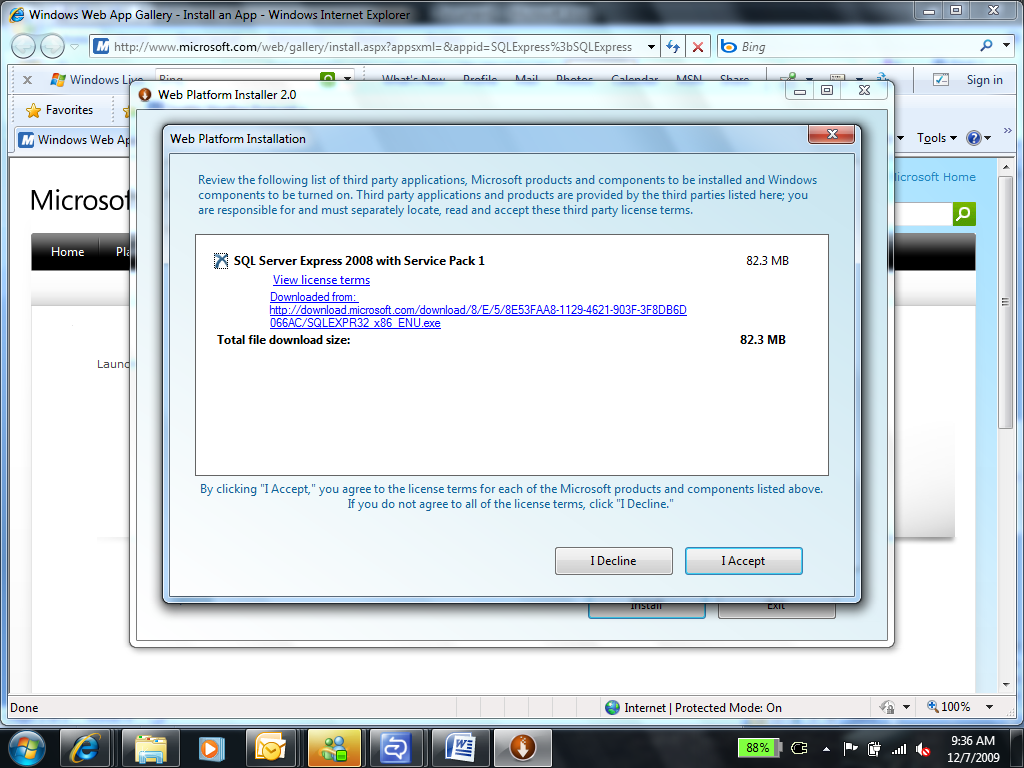 Windows Web App Gallery - Install an App - Windows Internet Explorer
http://www.microsoft.com/web/gallery/install.aspx?appsxml=&appid=SQLExpress%3bSQLExpress
Bing
Windows Live
Bing
What's New Profile Mail Photos Calendar MSN Share
Sign in
Favorites
Web Platform Installer 2.0
Windows Web Ap
Tools
Web Platform Installation
Microsoft Home
Review the following list of third party applications, Microsoft products and components to be installed and Windows
components to be turned on. Third party applications and products are provided by the third parties listed here; you
are responsible for and must separately locate, read and accept these third party license terms.
Microsof
Home Pla
SQL Server Express 2008 with Service Pack 1 82.3 MB
View license terms
Downloaded from:
http://download.microsoft.com/download/8/E/5/8E53FAA8-1129-4621-903F-3F8DB6D
066AC/SQLEXPR32_x86_ENU.exe
Total file download size: 82.3 MB
Launc
By clicking "I Accept," you agree to the license terms for each of the Microsoft products and components listed above.
If you do not agree to all of the license terms, click "I Decline."
I Decline I Accept
Install Exit
Done Internet | Protected Mode: On 100%
88%
9:36 AM
12/7/2009